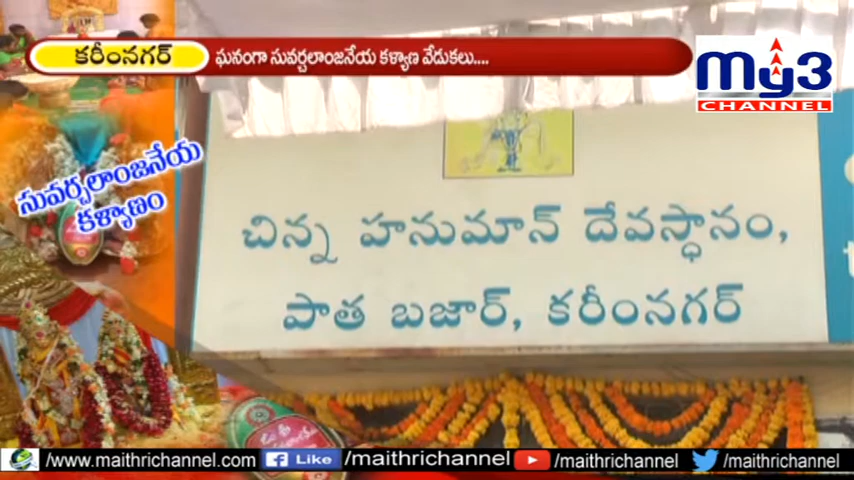 కరీంనగర్ ఘనంగా సువర్చలాంజనేయ కళ్యాణ వేడుకలు....
My3
CHANNEL
సువర్చలాంజనేయ
కళ్యాణం
చిన్న హనుమాన్ దేవస్థానం,
పాత బజార్, కరీంనగర్
/www.maithrichannel.com f Like /maithrichannel /maithrichannel /maithrichannel